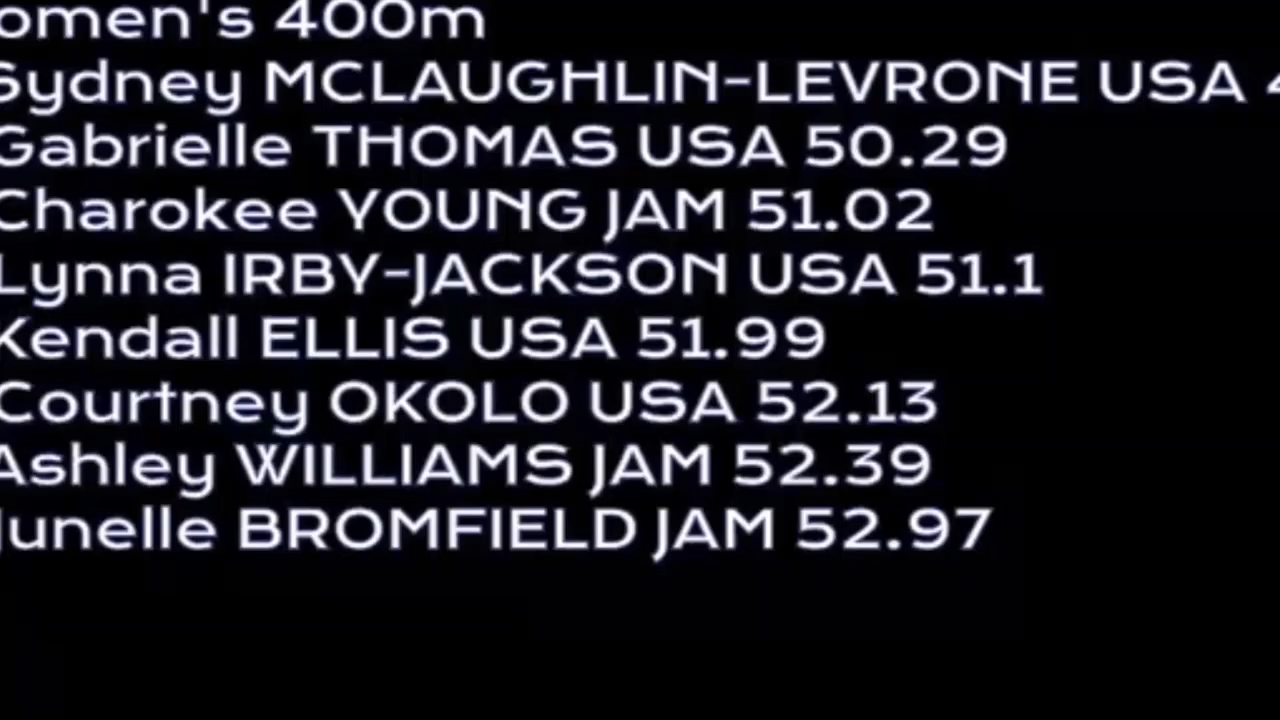 omen's 400m
Sydney MCLAUGHLIN-LEVRONE USA
Gabrielle THOMAS USA 50.29
Charokee YOUNG JAM 51.02
Lynna IRBY-JACKSON USA 51.1
Kendall ELLIS USA 51.99
Courtney OKOLO USA 52.13
Ashley WILLIAMS JAM 52.39
Junelle BROMFIELD JAM 52.97